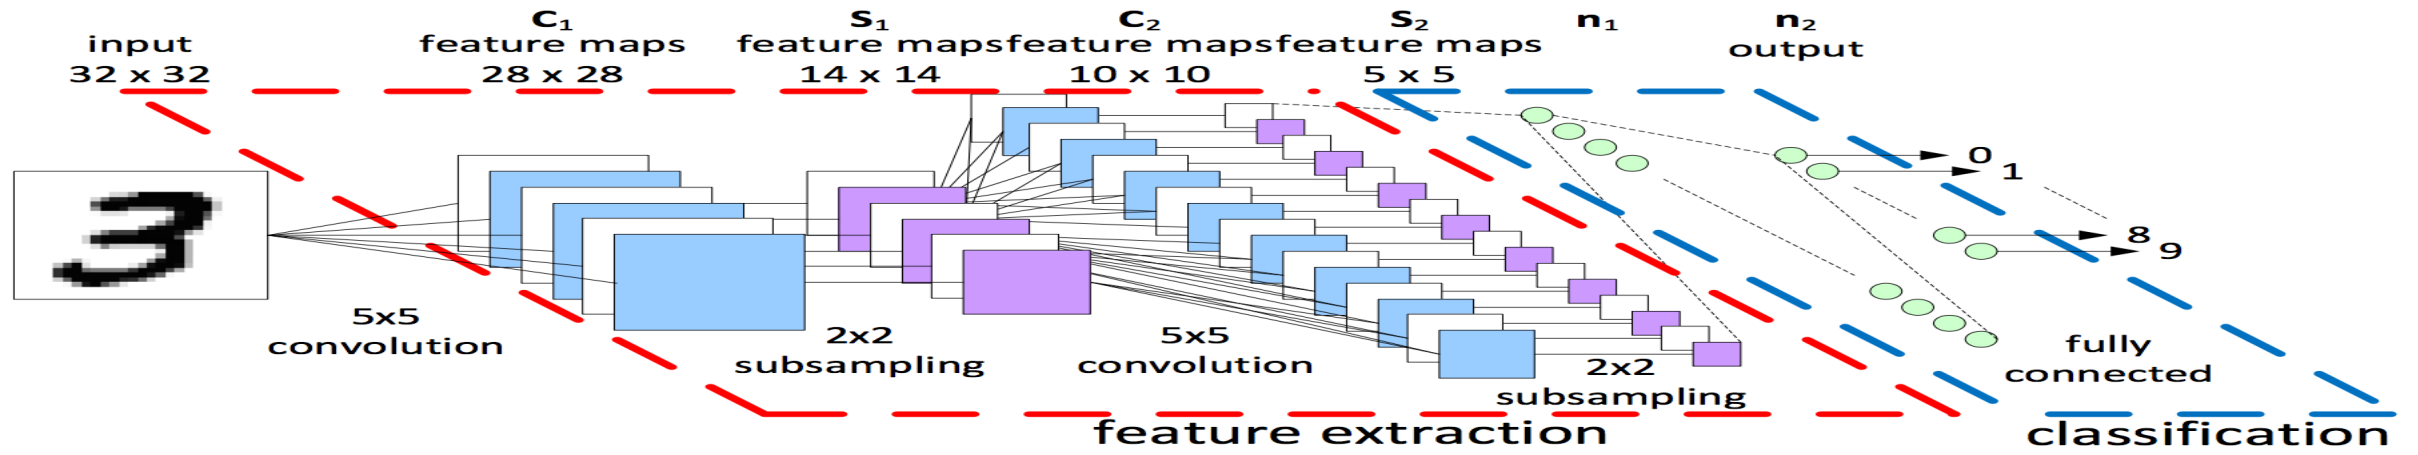 input
32 x 32
C1
feature maps
28 x 28
S1
feature maps
14 x 14
C2
feature maps
10 x 10
S2
feature maps
5 x 5
n1
n2
output
3
0
1
8
9
5x5
convolution
2x2
subsampling
5x5
convolution
2x2
subsampling
fully
connected
feature extraction
classification